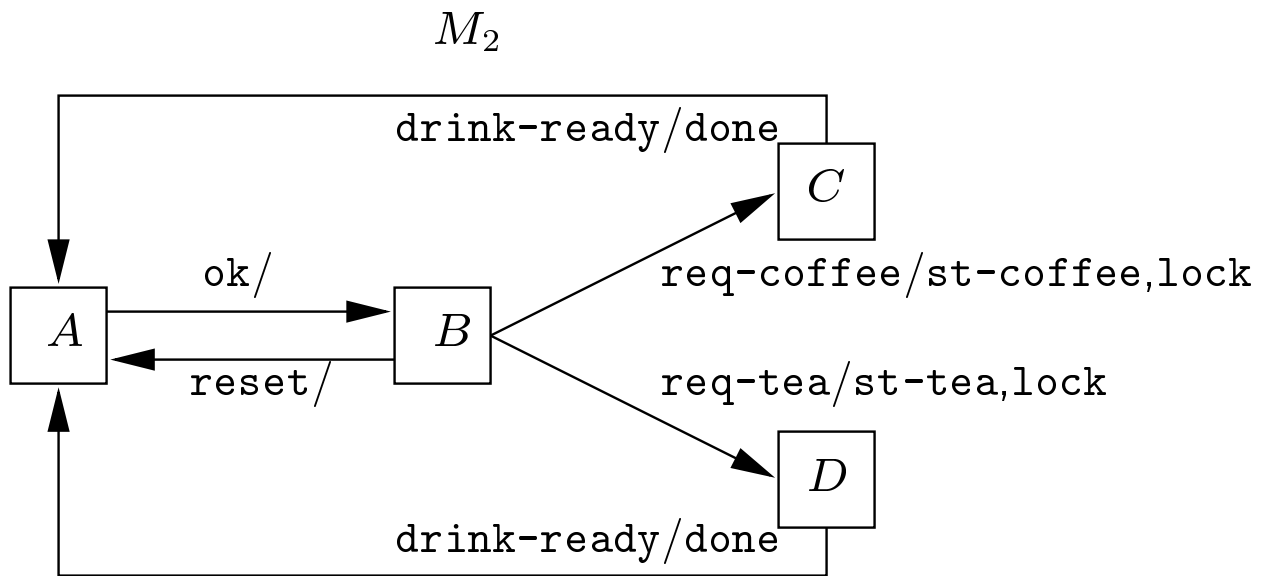 M₂
drink-ready/done
C
ok/
req-coffee/st-coffee,lock
A
B
reset/
req-tea/st-tea,lock
D
drink-ready/done